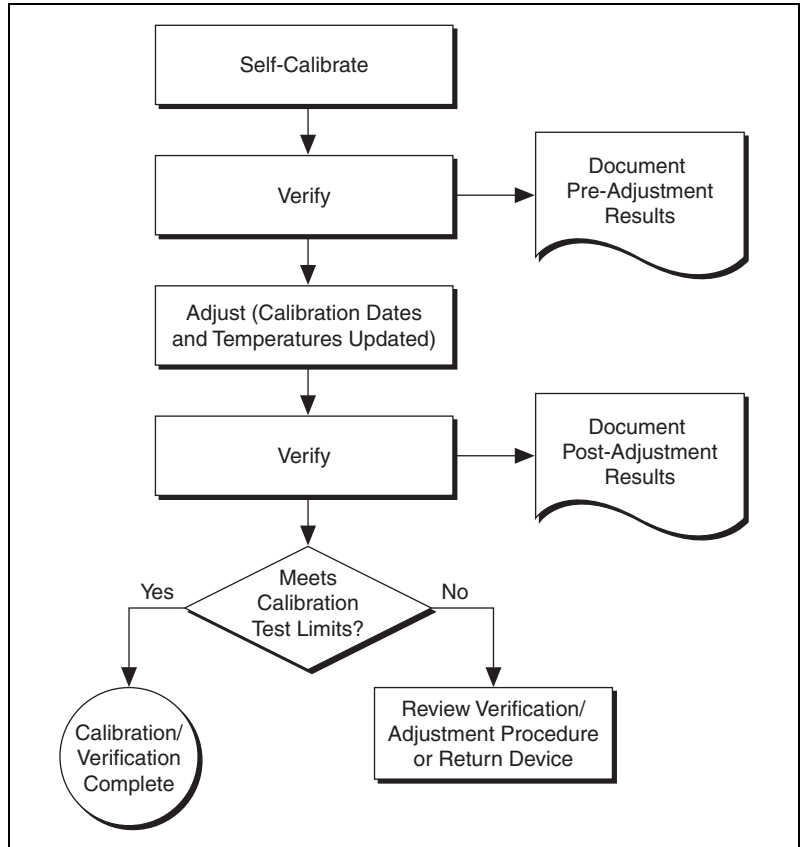 Self-Calibrate
Verify
Document
Pre-Adjustment
Results
Adjust (Calibration Dates
and Temperatures Updated)
Verify
Document
Post-Adjustment
Results
Meets
Calibration
Test Limits?
Yes
No
Calibration/
Verification
Complete
Review Verification/
Adjustment Procedure
or Return Device